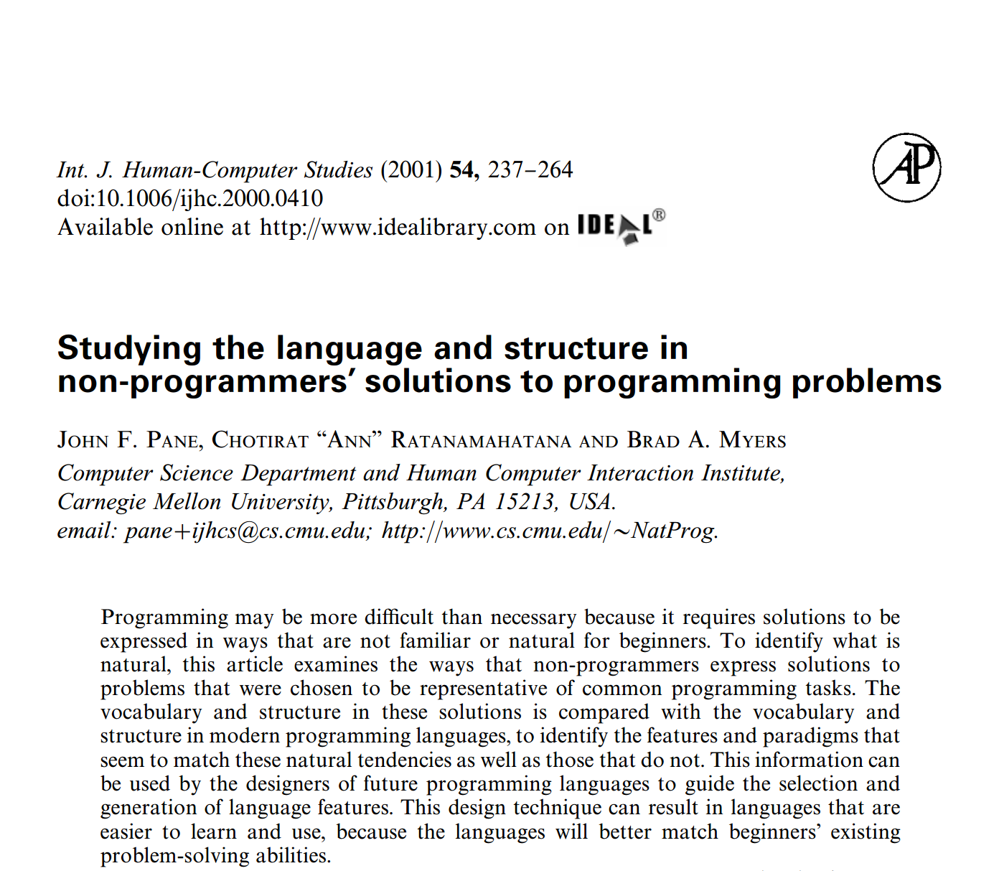 Int. J. Human-Computer Studies (2001) 54, 237–264
doi:10.1006/ijhc.2000.0410
Available online at http://www.idealibrary.com on IDEAL®
AP
Studying the language and structure in
non-programmers’ solutions to programming problems
JOHN F. PANE, CHOTIRAT “ANN” RATANAMAHATANA AND BRAD A. MYERS
Computer Science Department and Human Computer Interaction Institute,
Carnegie Mellon University, Pittsburgh, PA 15213, USA.
email: pane+ijhcs@cs.cmu.edu; http://www.cs.cmu.edu/~NatProg.
Programming may be more difficult than necessary because it requires solutions to be
expressed in ways that are not familiar or natural for beginners. To identify what is
natural, this article examines the ways that non-programmers express solutions to
problems that were chosen to be representative of common programming tasks. The
vocabulary and structure in these solutions is compared with the vocabulary and
structure in modern programming languages, to identify the features and paradigms that
seem to match these natural tendencies as well as those that do not. This information can
be used by the designers of future programming languages to guide the selection and
generation of language features. This design technique can result in languages that are
easier to learn and use, because the languages will better match beginners’ existing
problem-solving abilities.